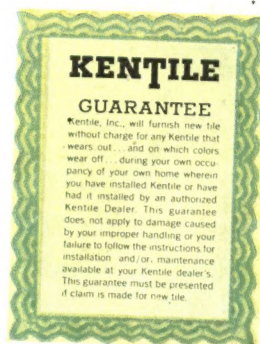 KENTILE
GUARANTEE
Kentile, Inc., will furnish new tile
without charge for any Kentile that
wears out... and on which colors
wear off... during your own occu-
pancy of your own home wherein
you have installed Kentile or have
had it installed by an authorized
Kentile Dealer. This guarantee
does not apply to damage caused
by your improper handling or your
failure to follow the instructions for
installation and/or maintenance
available at your Kentile dealer's.
This guarantee must be presented
if claim is made for new tile.